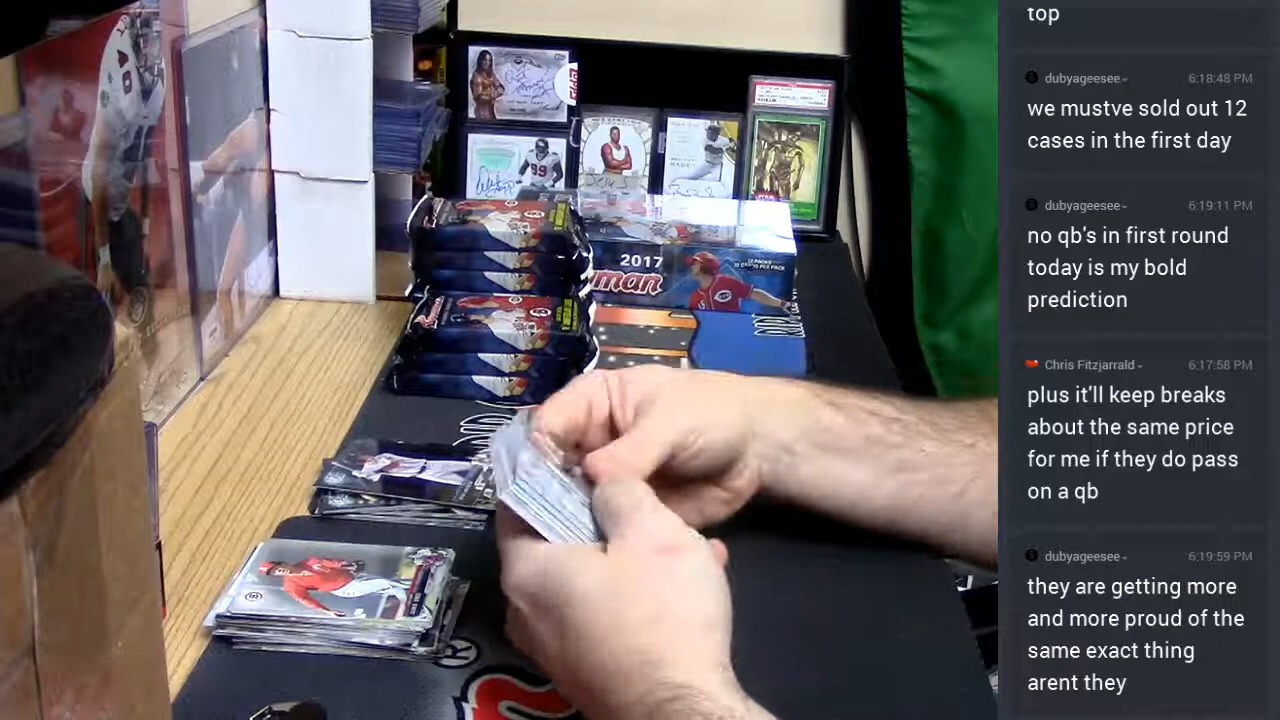 top
dubyageesee
6:18:48 PM
we mustve sold out 12
cases in the first day
dubyageesee
6:19:11 PM
no qb's in first round
today is my bold
prediction
Chris Fitzjarrald
6:17:58 PM
plus it'll keep breaks
about the same price
for me if they do pass
on a qb
dubyageesee
6:19:59 PM
they are getting more
and more proud of the
same exact thing
arent they
2017
99